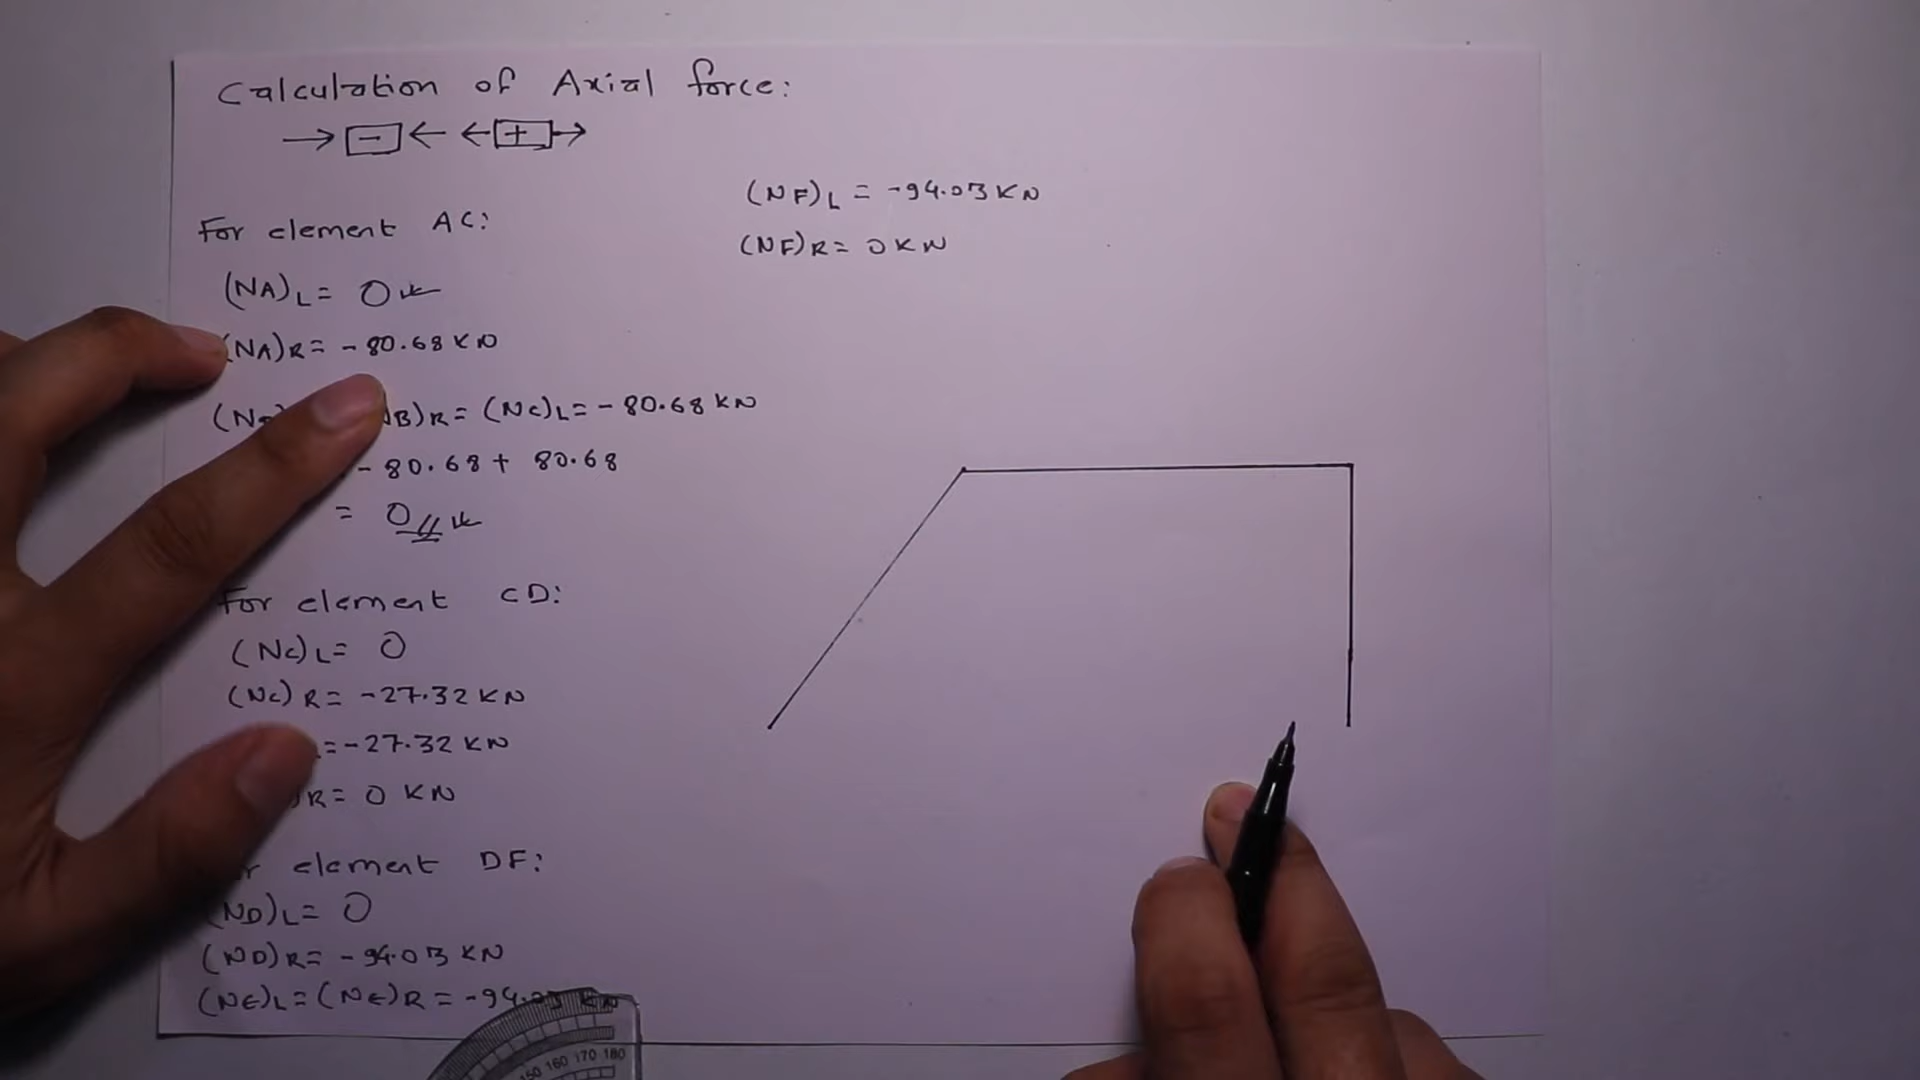 Calculation of Axial force:
→ - ← ← + →
For element AC:
(NA)L = 0
(NA)R = - 80.68 KN
B)R = (NC)L = - 80.68 KN
- 80.68 + 80.68
= 0
For element CD:
(NC)L = 0
(NC)R = -27.32 KN
= -27.32 KN
)R = 0 KN
element DF:
(ND)L = 0
(ND)R = - 94.03 KN
(NE)L = (NE)R = -94.03 KN
(NF)L = -94.03 KN
(NF)R = 0 KN
150 160 170 180